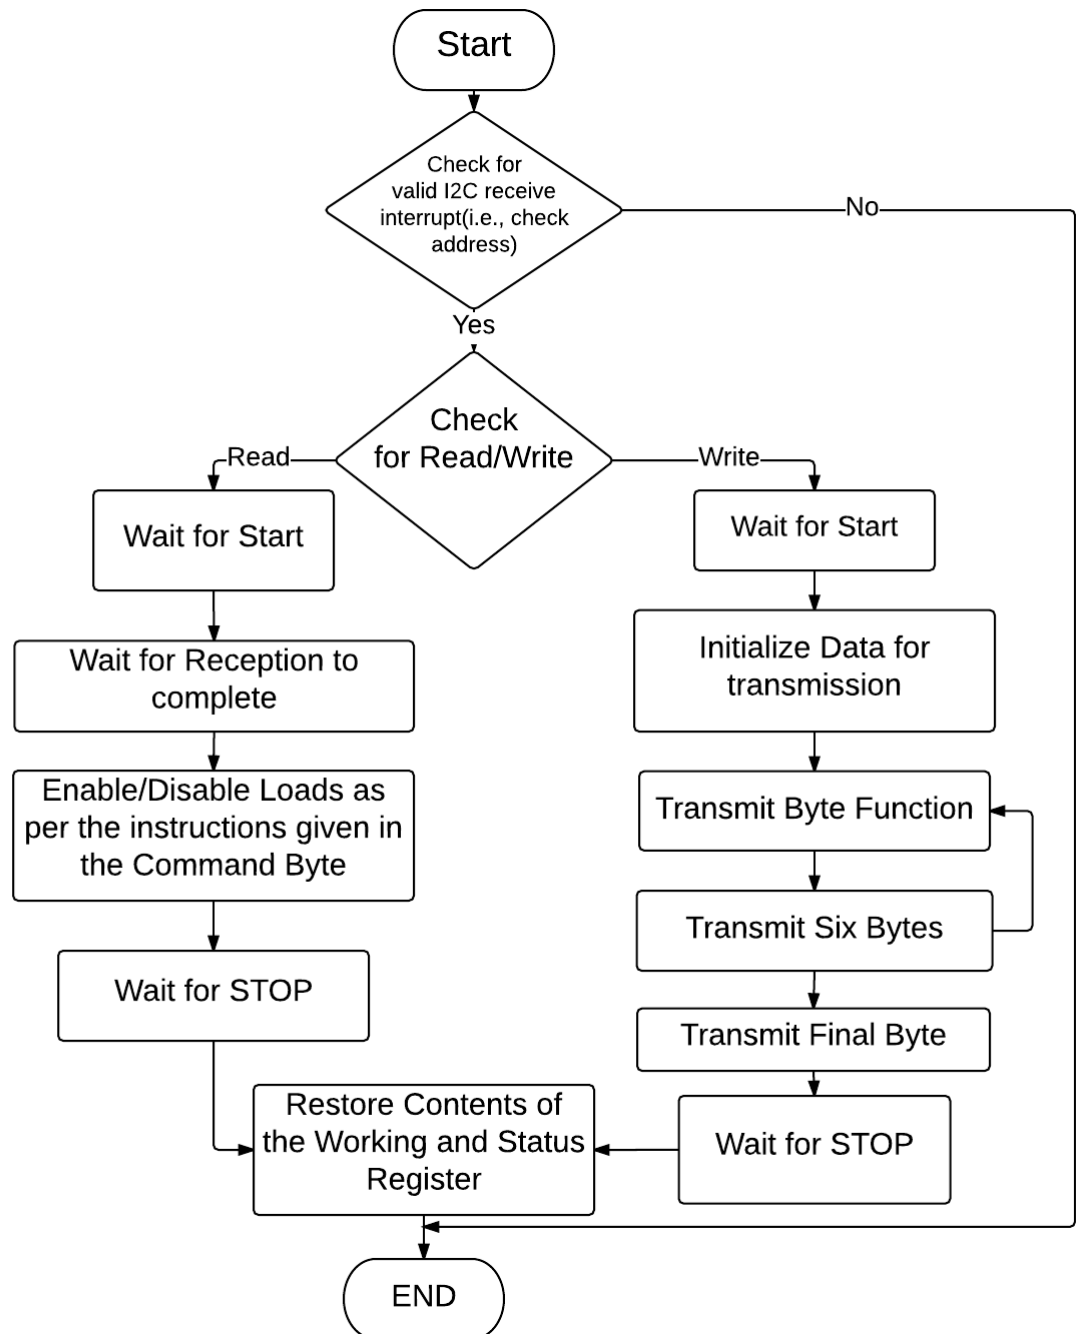 Start
Check for
valid I2C receive
interrupt(i.e., check
address)
No
Yes
Check
for Read/Write
Read
Write
Wait for Start
Wait for Reception to
complete
Enable/Disable Loads as
per the instructions given in
the Command Byte
Wait for STOP
Wait for Start
Initialize Data for
transmission
Transmit Byte Function
Transmit Six Bytes
Transmit Final Byte
Wait for STOP
Restore Contents of
the Working and Status
Register
END